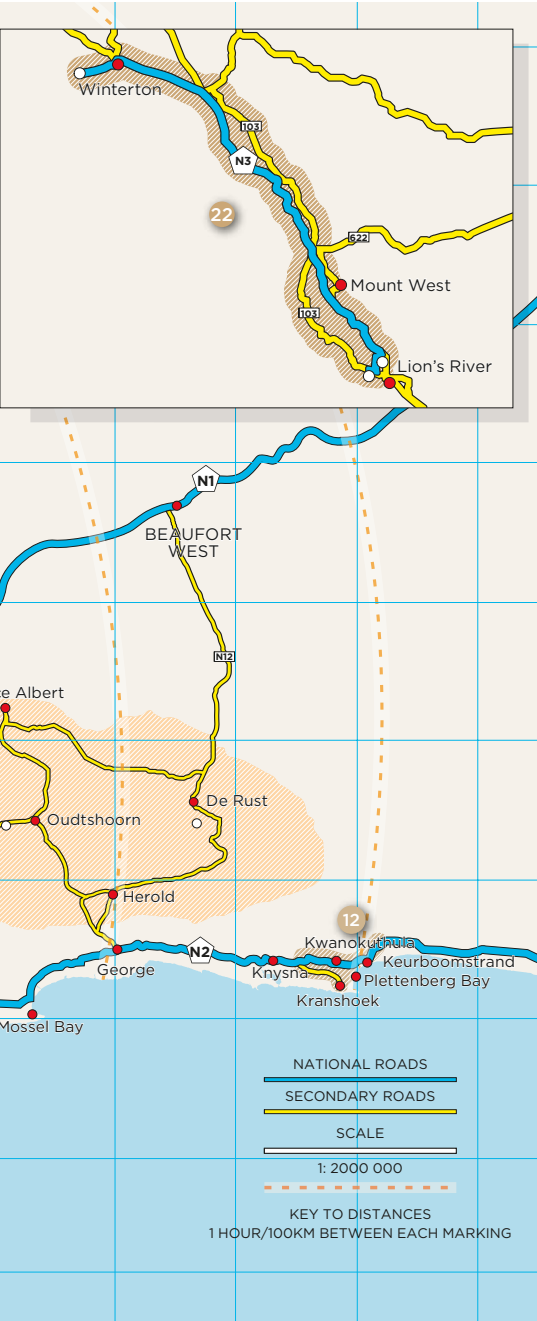 Winterton
103
N3
22
622
Mount West
103
Lion's River
N1
BEAUFORT
WEST
N12
ce Albert
De Rust
Oudtshoorn
Herold
12
Kwanokuthula
N2
George
Knysna
Keurboomstrand
Plettenberg Bay
Kranshoek
Mossel Bay
NATIONAL ROADS
SECONDARY ROADS
SCALE
1: 2000 000
KEY TO DISTANCES
1 HOUR/100KM BETWEEN EACH MARKING